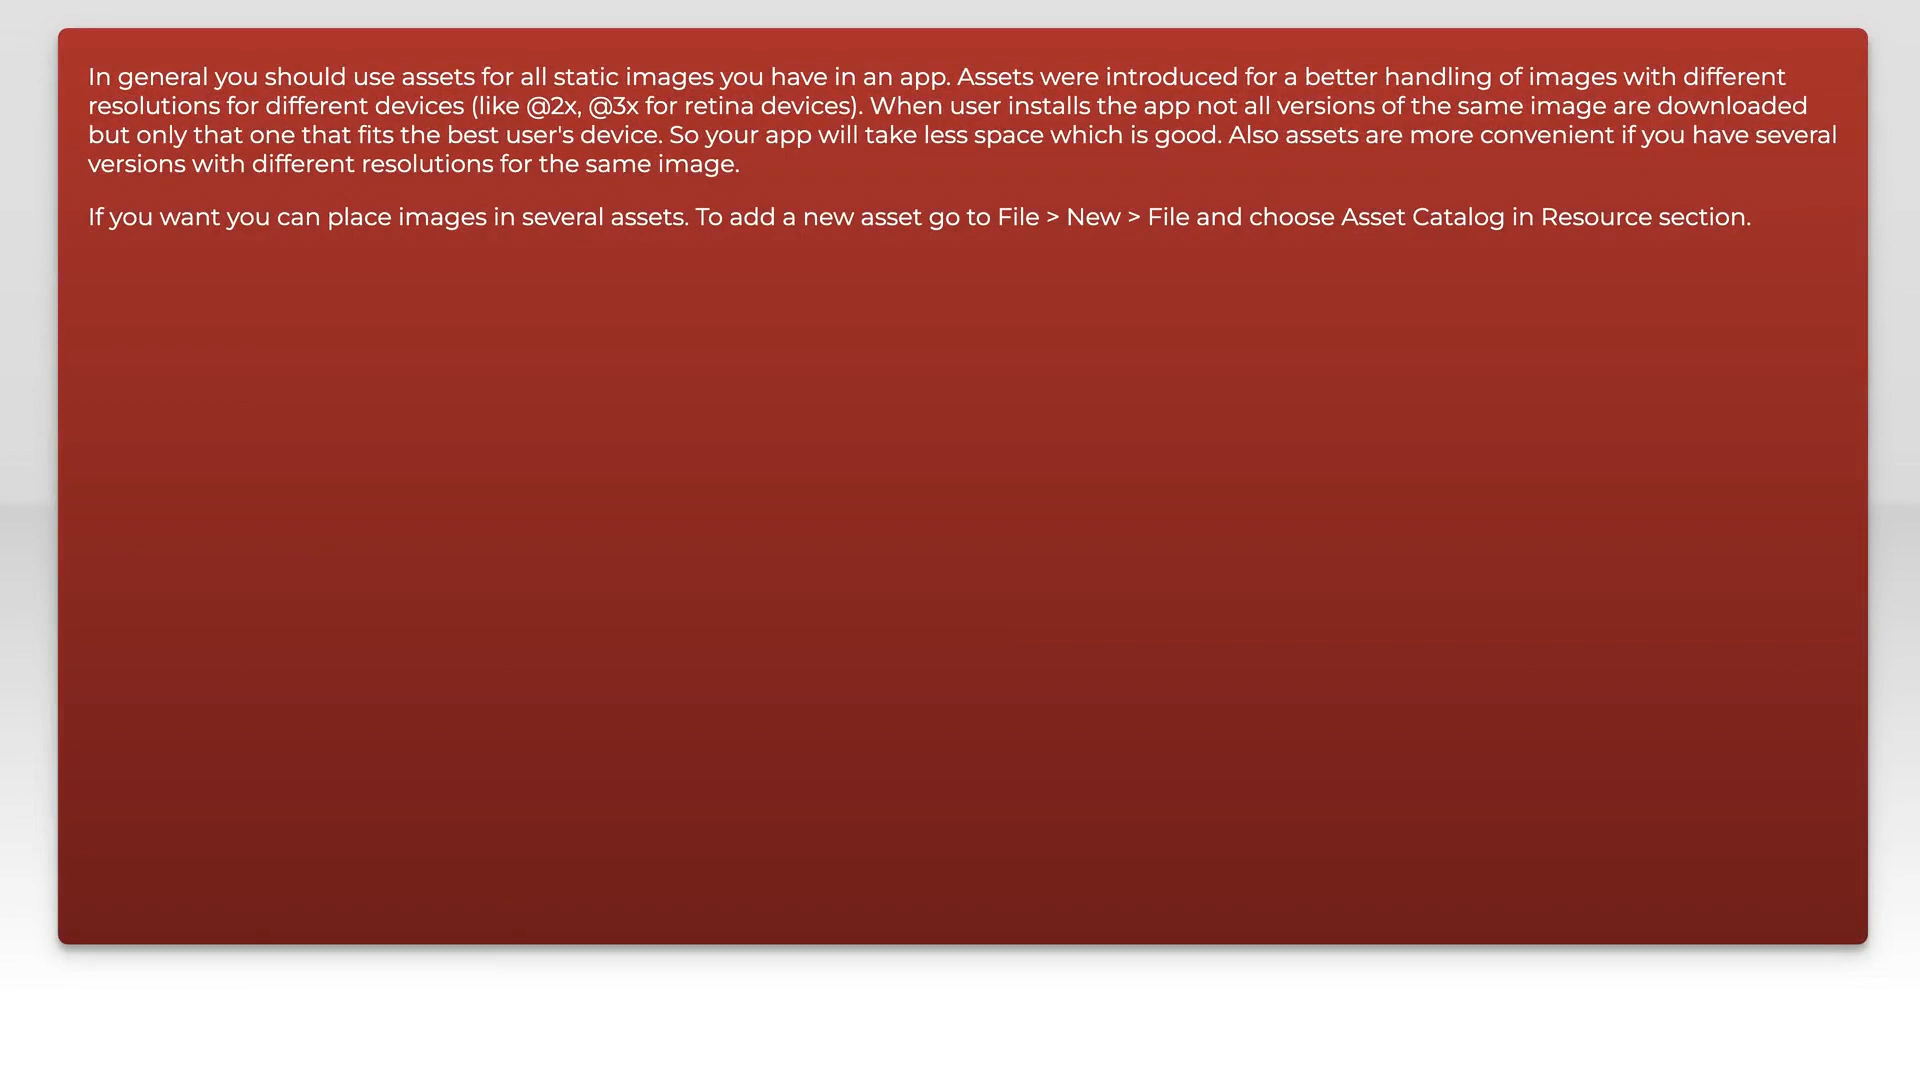 In general you should use assets for all static images you have in an app. Assets were introduced for a better handling of images with different
resolutions for different devices (like @2x, @3x for retina devices). When user installs the app not all versions of the same image are downloaded
but only that one that fits the best user's device. So your app will take less space which is good. Also assets are more convenient if you have several
versions with different resolutions for the same image.
If you want you can place images in several assets. To add a new asset go to File > New > File and choose Asset Catalog in Resource section.